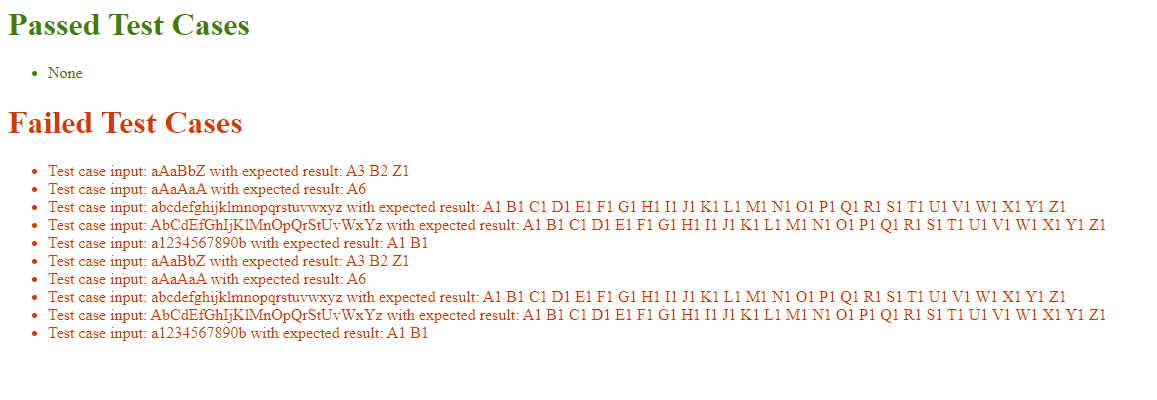 Passed Test Cases
• None
Failed Test Cases
• Test case input: aAaBbZ with expected result: A3 B2 Z1
• Test case input: aAaAaA with expected result: A6
• Test case input: abcdefghijklmnopqrstuvwxyz with expected result: A1 B1 C1 D1 E1 F1 G1 H1 I1 J1 K1 L1 M1 N1 O1 P1 Q1 R1 S1 T1 U1 V1 W1 X1 Y1 Z1
• Test case input: AbCdEfGhIjKlMnOpQrStUvWxYz with expected result: A1 B1 C1 D1 E1 F1 G1 H1 I1 J1 K1 L1 M1 N1 O1 P1 Q1 R1 S1 T1 U1 V1 W1 X1 Y1 Z1
• Test case input: a1234567890b with expected result: A1 B1
• Test case input: aAaBbZ with expected result: A3 B2 Z1
• Test case input: aAaAaA with expected result: A6
• Test case input: abcdefghijklmnopqrstuvwxyz with expected result: A1 B1 C1 D1 E1 F1 G1 H1 I1 J1 K1 L1 M1 N1 O1 P1 Q1 R1 S1 T1 U1 V1 W1 X1 Y1 Z1
• Test case input: AbCdEfGhIjKlMnOpQrStUvWxYz with expected result: A1 B1 C1 D1 E1 F1 G1 H1 I1 J1 K1 L1 M1 N1 O1 P1 Q1 R1 S1 T1 U1 V1 W1 X1 Y1 Z1
• Test case input: a1234567890b with expected result: A1 B1